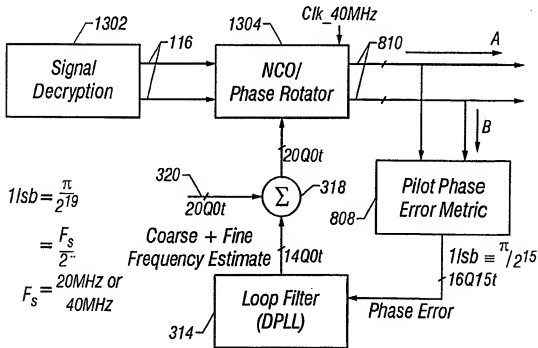 1302
1304
Clk_40MHz
116
810
A
Signal
Decryption
NCO/
Phase Rotator
B
20Q0t
320
Σ
318
20Q0t
Pilot Phase
Error Metric
808
1lsb = π/2^19
= Fs/2
Fs = 20MHz or
40MHz
Coarse + Fine
Frequency Estimate
14Q0t
1lsb ≡ π/2^15
16Q15t
Loop Filter
(DPLL)
314
Phase Error